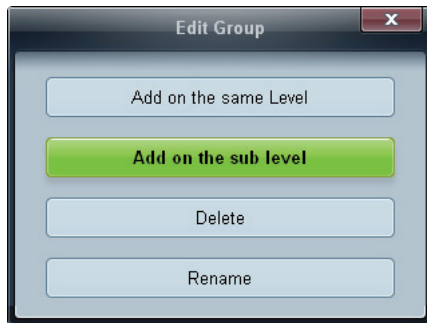 Edit Group
x
Add on the same Level
Add on the sub level
Delete
Rename